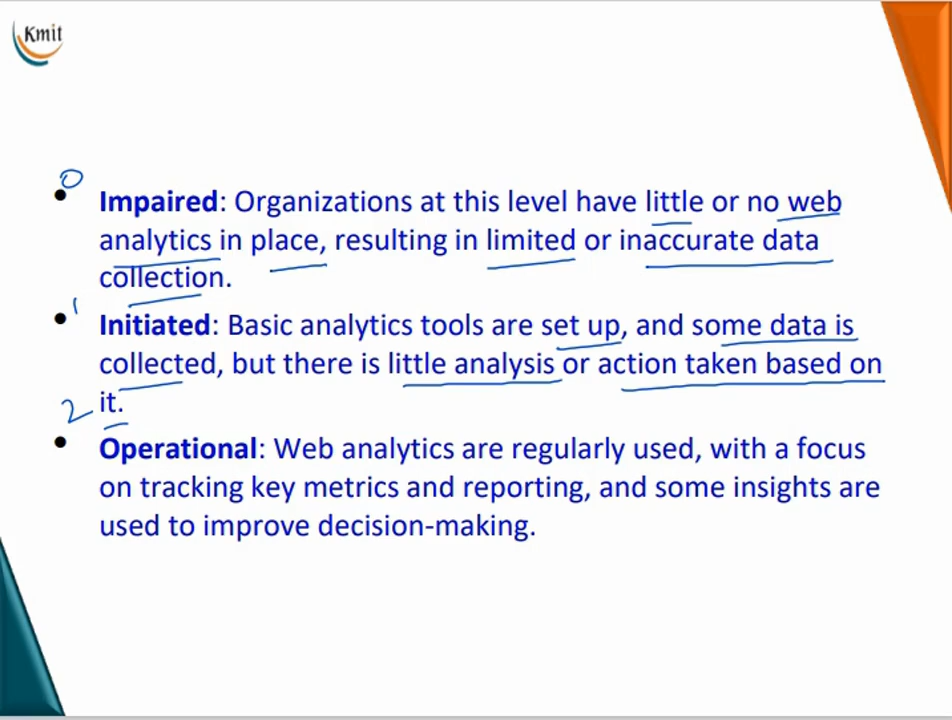 Kmit
0
• Impaired: Organizations at this level have little or no web
analytics in place, resulting in limited or inaccurate data
collection.
1
• Initiated: Basic analytics tools are set up, and some data is
collected, but there is little analysis or action taken based on
it.
2
• Operational: Web analytics are regularly used, with a focus
on tracking key metrics and reporting, and some insights are
used to improve decision-making.